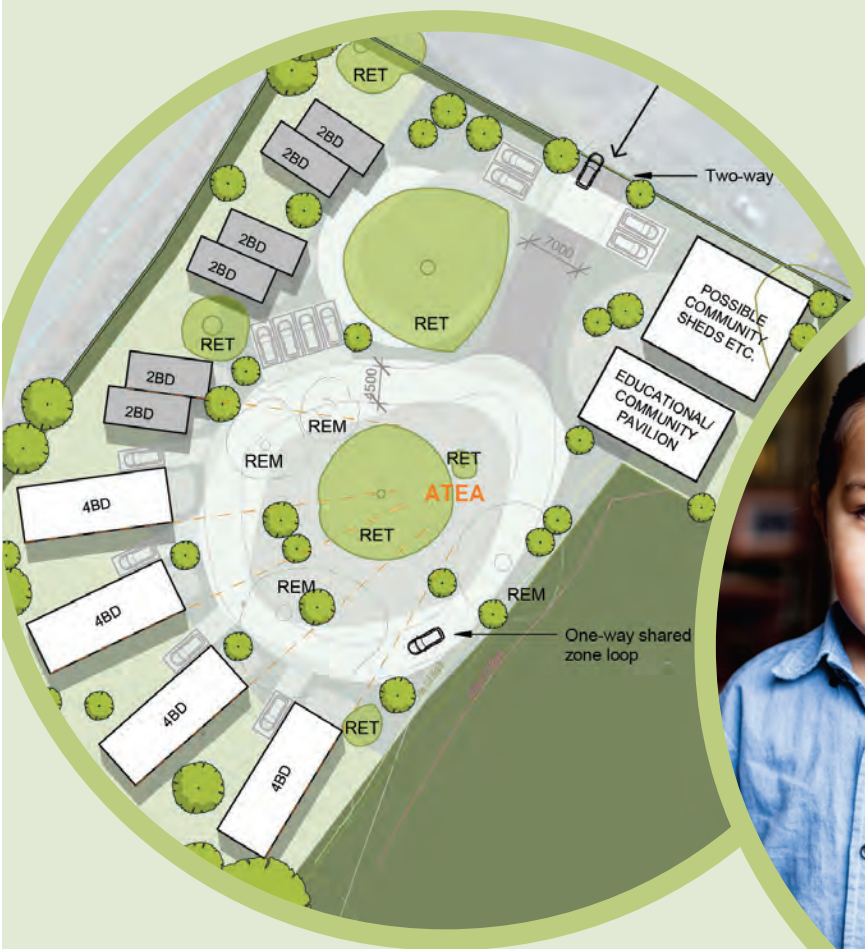 RET
2BD
2BD
Two-way
2BD
2BD
7000
POSSIBLE
COMMUNITY
SHEDS ETC.
RET
RET
EDUCATIONAL/
COMMUNITY
PAVILION
2BD
2BD
4500
REM
REM
RET
ATEA
4BD
RET
4BD
REM
REM
One-way shared
zone loop
4BD
RET
4BD